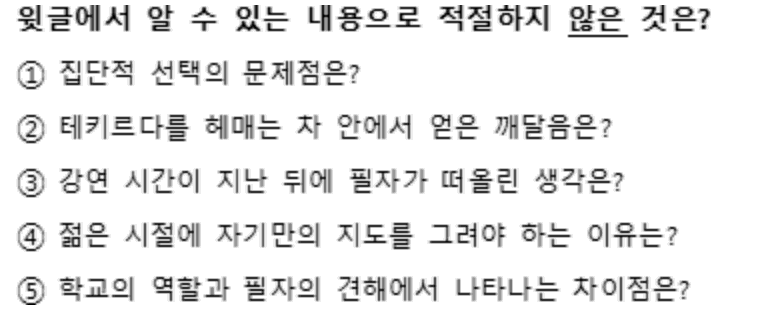 윗글에서 알 수 있는 내용으로 적절하지 않은 것은?
① 집단적 선택의 문제점은?
② 테키르다를 헤매는 차 안에서 얻은 깨달음은?
③ 강연 시간이 지난 뒤에 필자가 떠올린 생각은?
④ 젊은 시절에 자기만의 지도를 그려야 하는 이유는?
⑤ 학교의 역할과 필자의 견해에서 나타나는 차이점은?